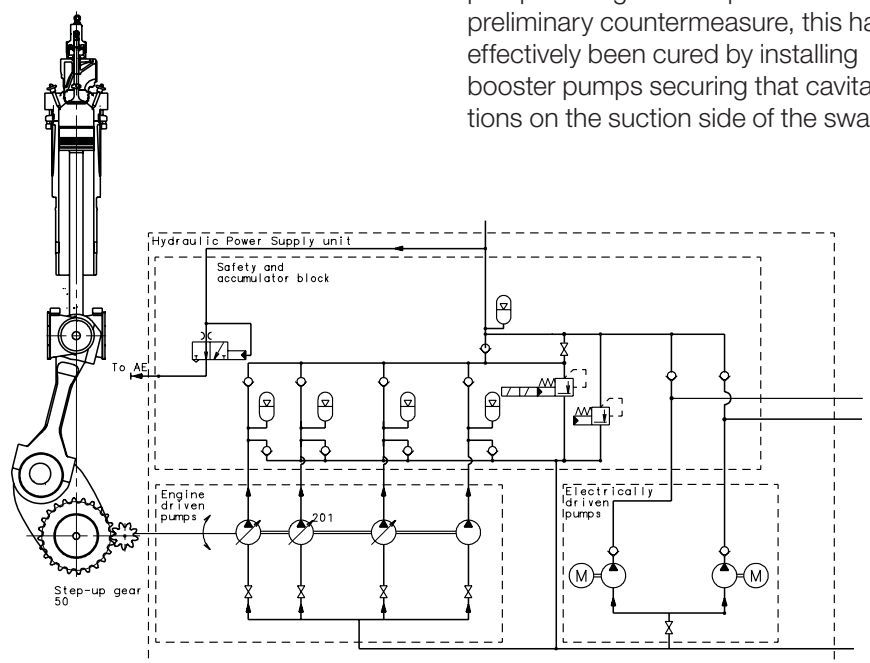 preliminary countermeasure, this ha
effectively been cured by installing
booster pumps securing that cavita
tions on the suction side of the swa
Hydraulic Power Supply unit
Safety and
accumulator block
To AE
Engine
driven
pumps
201
Electrically
driven
pumps
M
M
Step-up gear
50